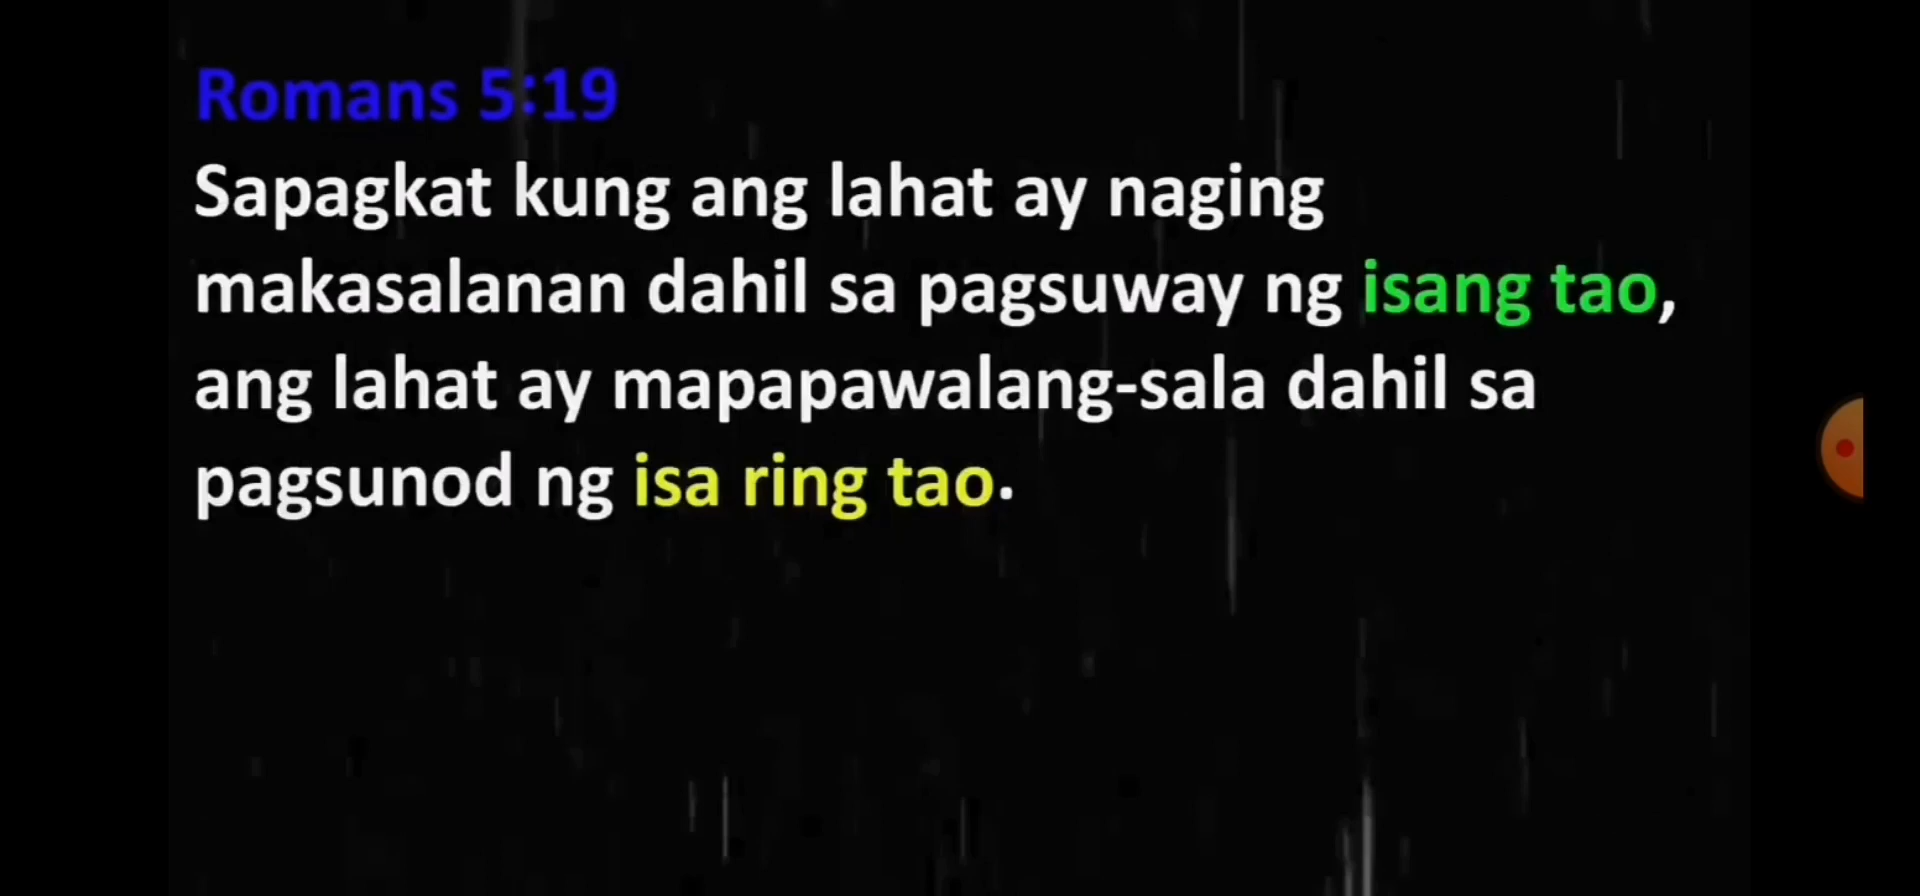 Romans 5:19
Sapagkat kung ang lahat ay naging
makasalanan dahil sa pagsuway ng isang tao,
ang lahat ay mapapawalang-sala dahil sa
pagsunod ng isa ring tao.